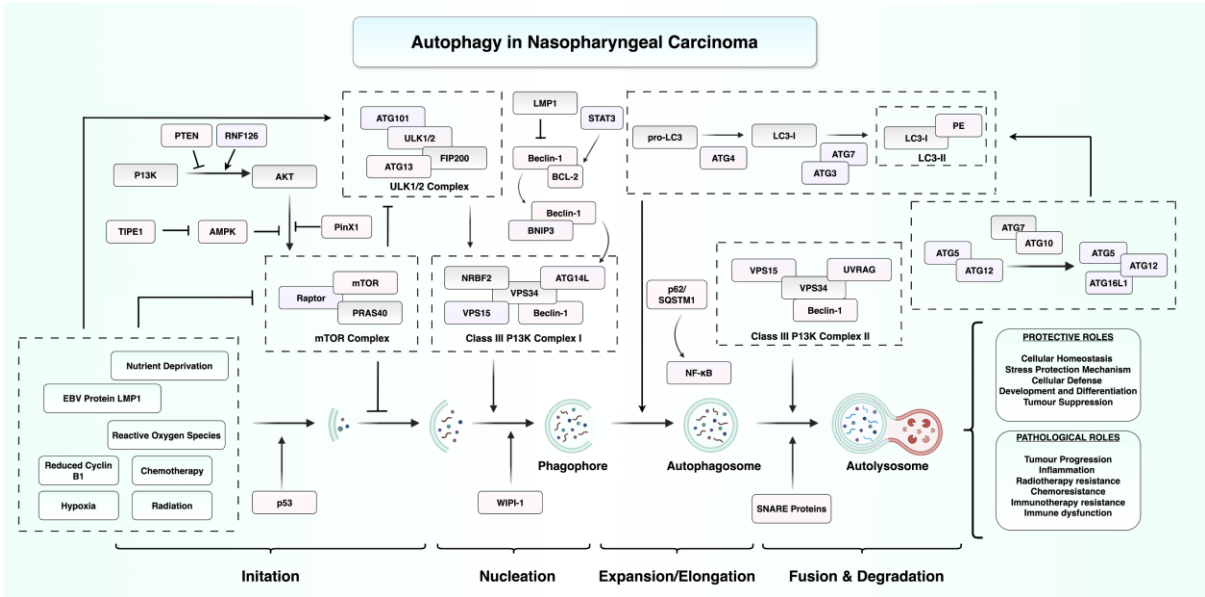 Autophagy in Nasopharyngeal Carcinoma
PTEN
RNF126
P13K
AKT
TIPE1
AMPK
PinX1
ATG101
ULK1/2
FIP200
ATG13
ULK1/2 Complex
mTOR
Raptor
PRAS40
mTOR Complex
LMP1
STAT3
Beclin-1
BCL-2
Beclin-1
BNIP3
NRBF2
ATG14L
VPS34
VPS15
Beclin-1
Class III P13K Complex I
pro-LC3
ATG4
LC3-I
ATG7
ATG3
LC3-I
PE
LC3-II
ATG5
ATG12
ATG7
ATG10
ATG5
ATG12
ATG16L1
p62/
SQSTM1
NF-κB
VPS15
UVRAG
VPS34
Beclin-1
Class III P13K Complex II
Nutrient Deprivation
EBV Protein LMP1
Reactive Oxygen Species
Reduced Cyclin
B1
Chemotherapy
Hypoxia
Radiation
p53
WIPI-1
SNARE Proteins
Phagophore
Autophagosome
Autolysosome
PROTECTIVE ROLES
Cellular Homeostasis
Stress Protection Mechanism
Cellular Defense
Development and Differentiation
Tumour Suppression
PATHOLOGICAL ROLES
Tumour Progression
Inflammation
Radiotherapy resistance
Chemoresistance
Immunotherapy resistance
Immune dysfunction
Initation
Nucleation
Expansion/Elongation
Fusion & Degradation